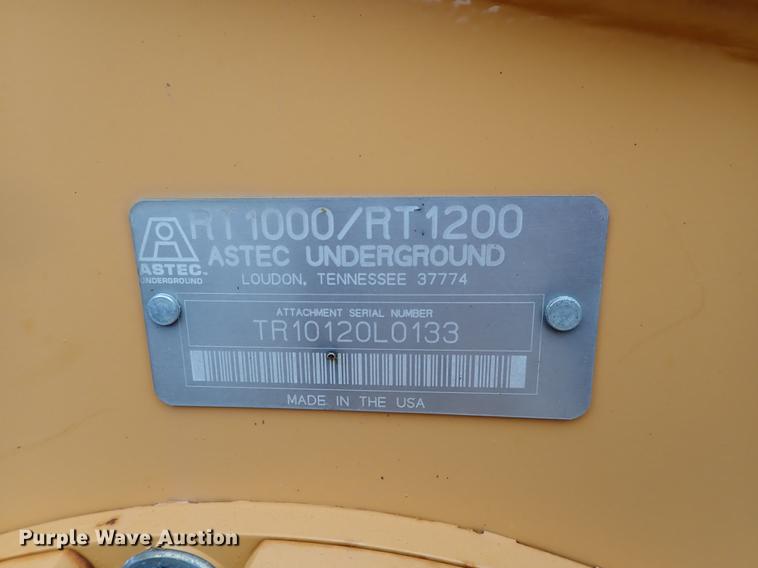 RT1000/RT1200
ASTEC UNDERGROUND
LOUDON, TENNESSEE 37774
ASTEC™
UNDERGROUND
ATTACHMENT SERIAL NUMBER
TR10120L0133
MADE IN THE USA
Purple Wave Auction®